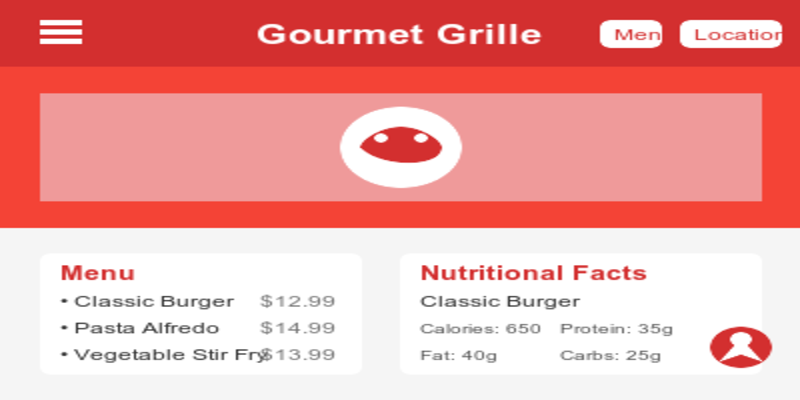 Gourmet Grille
Men
Location
Menu
• Classic Burger $12.99
• Pasta Alfredo $14.99
• Vegetable Stir Fry $13.99
Nutritional Facts
Classic Burger
Calories: 650 Protein: 35g
Fat: 40g Carbs: 25g